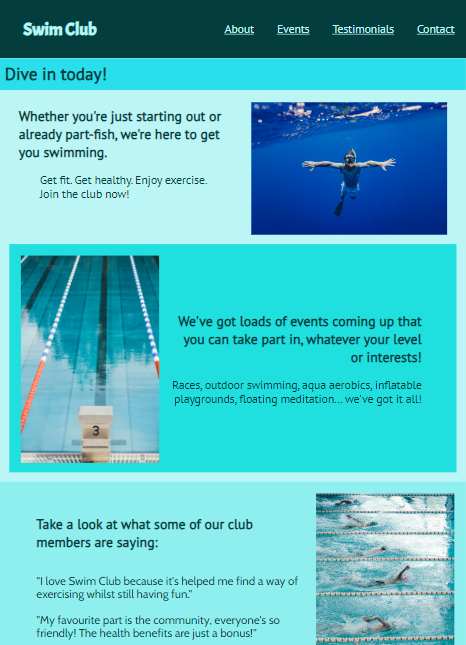 Swim Club
About Events Testimonials Contact
Dive in today!
Whether you're just starting out or
already part-fish, we're here to get
you swimming.
Get fit. Get healthy. Enjoy exercise.
Join the club now!
We've got loads of events coming up that
you can take part in, whatever your level
or interests!
Races, outdoor swimming, aqua aerobics, inflatable
playgrounds, floating meditation... we've got it all!
3
Take a look at what some of our club
members are saying:
"I love Swim Club because it's helped me find a way of
exercising whilst still having fun."
"My favourite part is the community, everyone's so
friendly! The health benefits are just a bonus!"